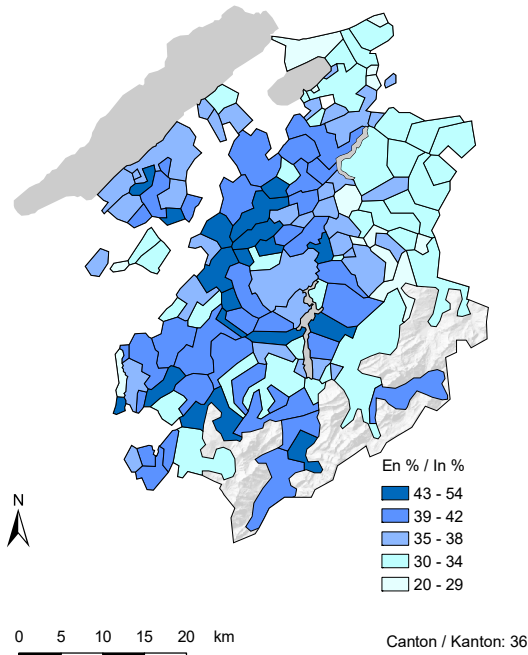 En % / In %
43 - 54
39 - 42
35 - 38
30 - 34
20 - 29
N
0 5 10 15 20 km
Canton / Kanton: 36